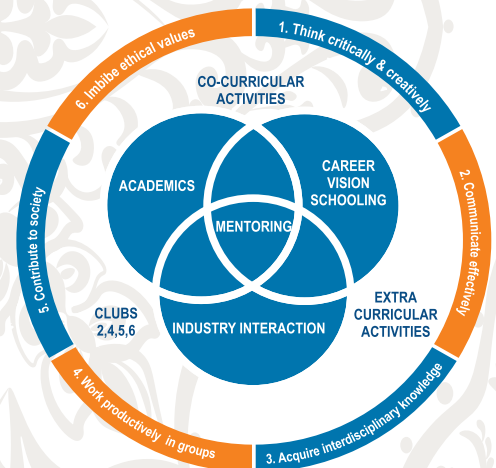 1. Think critically & creatively
2. Communicate effectively
3. Acquire interdisciplinary knowledge
4. Work productively in groups
5. Contribute to society
6. Imbibe ethical values
CO-CURRICULAR
ACTIVITIES
ACADEMICS
CAREER
VISION
SCHOOLING
MENTORING
CLUBS
2,4,5,6
EXTRA
CURRICULAR
ACTIVITIES
INDUSTRY INTERACTION